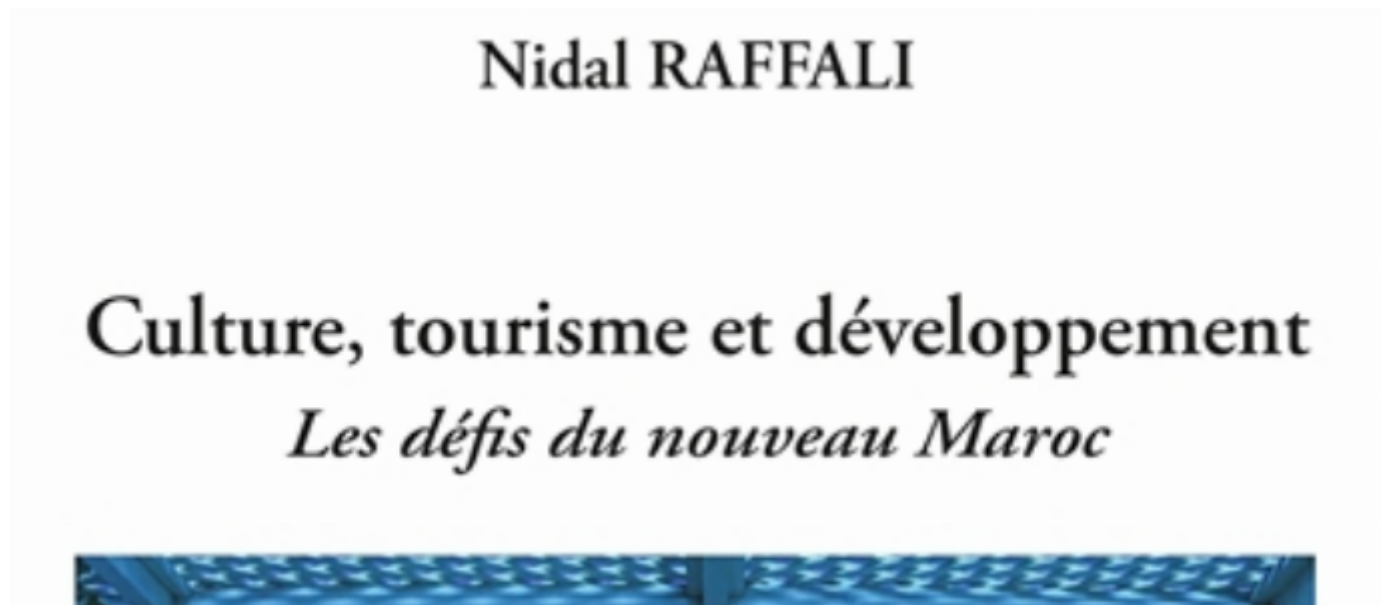 Nidal RAFFALI
Culture, tourisme et développement
Les défis du nouveau Maroc